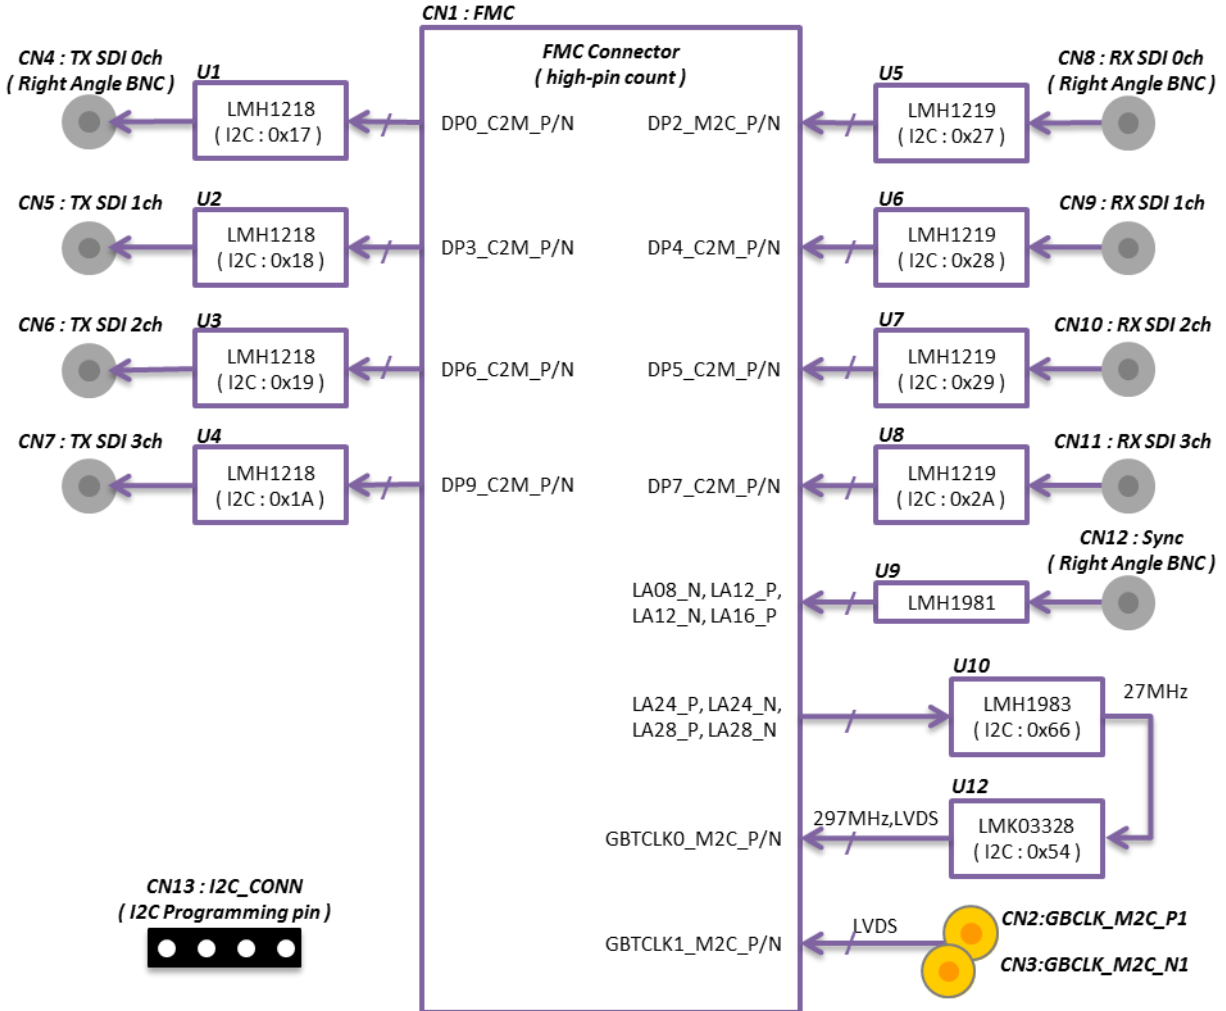 CN1 : FMC
FMC Connector
( high-pin count )
CN4 : TX SDI 0ch
( Right Angle BNC )
U1
LMH1218
( I2C : 0x17 )
DP0_C2M_P/N
DP2_M2C_P/N
U5
LMH1219
( I2C : 0x27 )
CN8 : RX SDI 0ch
( Right Angle BNC )
CN5 : TX SDI 1ch
U2
LMH1218
( I2C : 0x18 )
DP3_C2M_P/N
DP4_C2M_P/N
U6
LMH1219
( I2C : 0x28 )
CN9 : RX SDI 1ch
CN6 : TX SDI 2ch
U3
LMH1218
( I2C : 0x19 )
DP6_C2M_P/N
DP5_C2M_P/N
U7
LMH1219
( I2C : 0x29 )
CN10 : RX SDI 2ch
CN7 : TX SDI 3ch
U4
LMH1218
( I2C : 0x1A )
DP9_C2M_P/N
DP7_C2M_P/N
U8
LMH1219
( I2C : 0x2A )
CN11 : RX SDI 3ch
CN12 : Sync
( Right Angle BNC )
LA08_N, LA12_P,
LA12_N, LA16_P
U9
LMH1981
LA24_P, LA24_N,
LA28_P, LA28_N
U10
LMH1983
( I2C : 0x66 )
27MHz
GBTCLK0_M2C_P/N
297MHz,LVDS
U12
LMK03328
( I2C : 0x54 )
CN13 : I2C_CONN
( I2C Programming pin )
GBTCLK1_M2C_P/N
LVDS
CN2:GBCLK_M2C_P1
CN3:GBCLK_M2C_N1